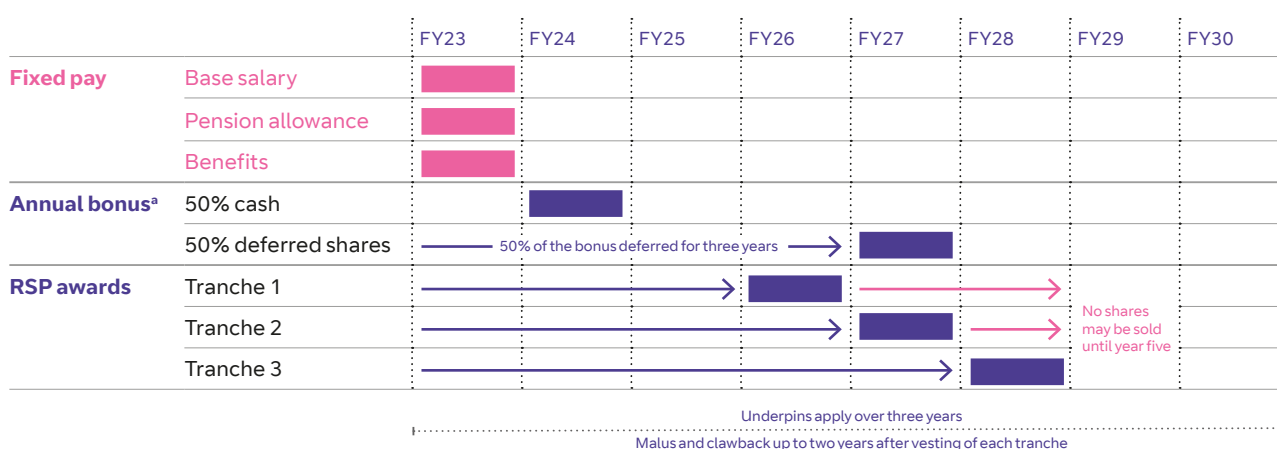 FY23 FY24 FY25 FY26 FY27 FY28 FY29 FY30
Fixed pay Base salary
Pension allowance
Benefits
Annual bonusᵃ 50% cash
50% deferred shares 50% of the bonus deferred for three years
RSP awards Tranche 1
No shares
Tranche 2 may be sold
until year five
Tranche 3
Underpins apply over three years
Malus and clawback up to two years after vesting of each tranche